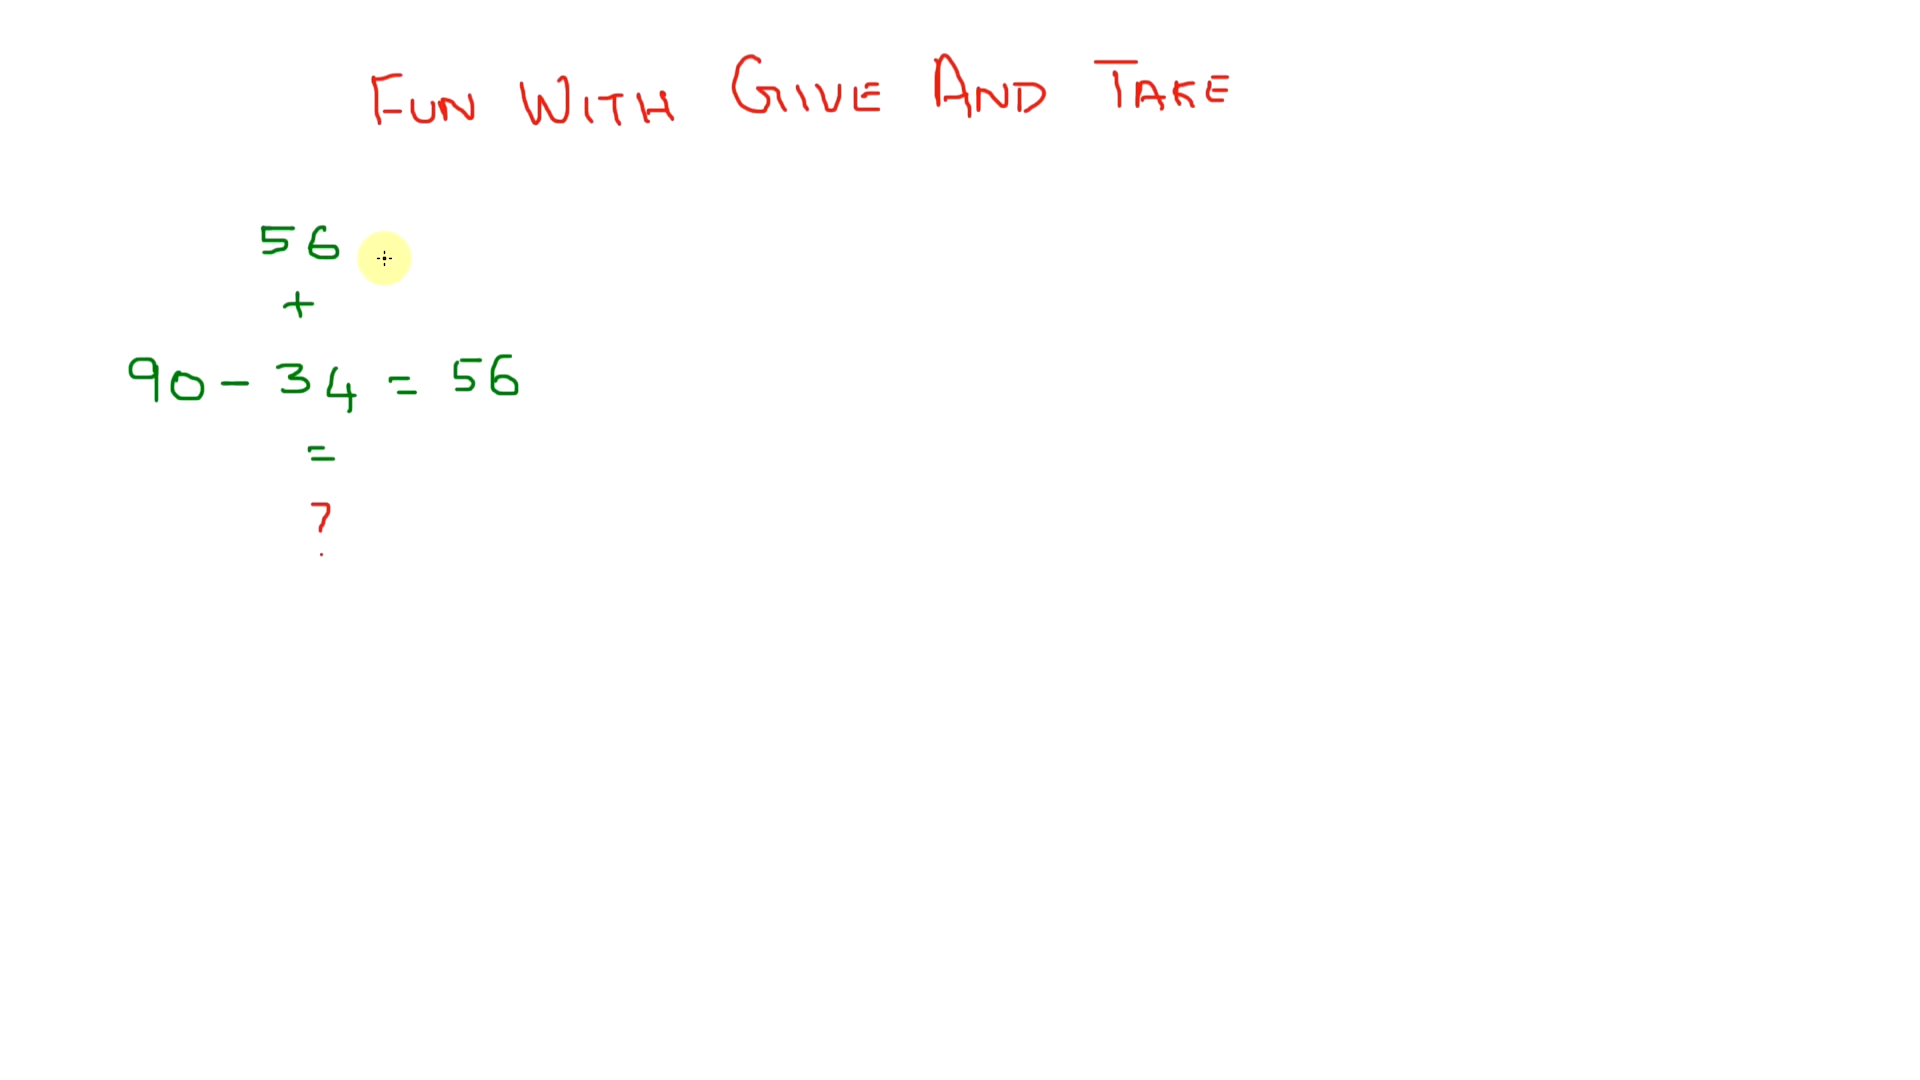 FUN WITH GIVE AND TAKE
56
+
90 - 34 = 56
=
?